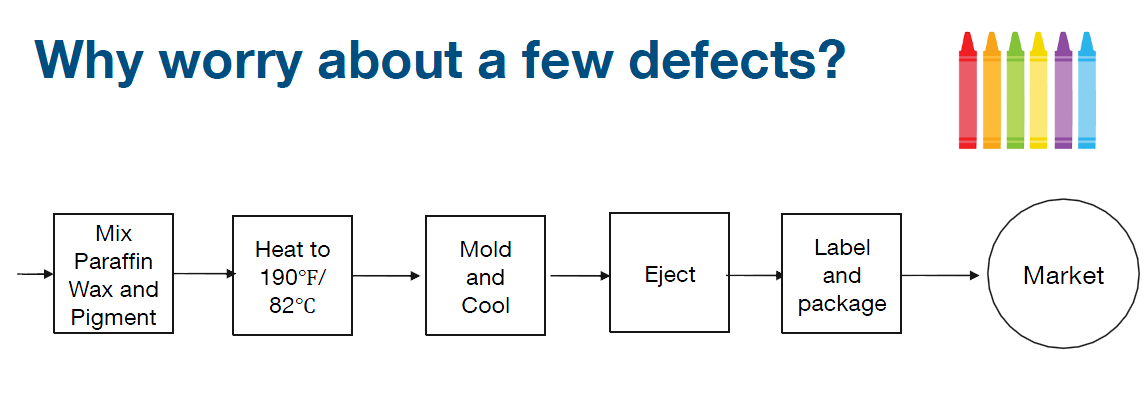 Why worry about a few defects?
Mix
Paraffin
Wax and
Pigment
Heat to
190°F/
82°C
Mold
and
Cool
Eject
Label
and
package
Market